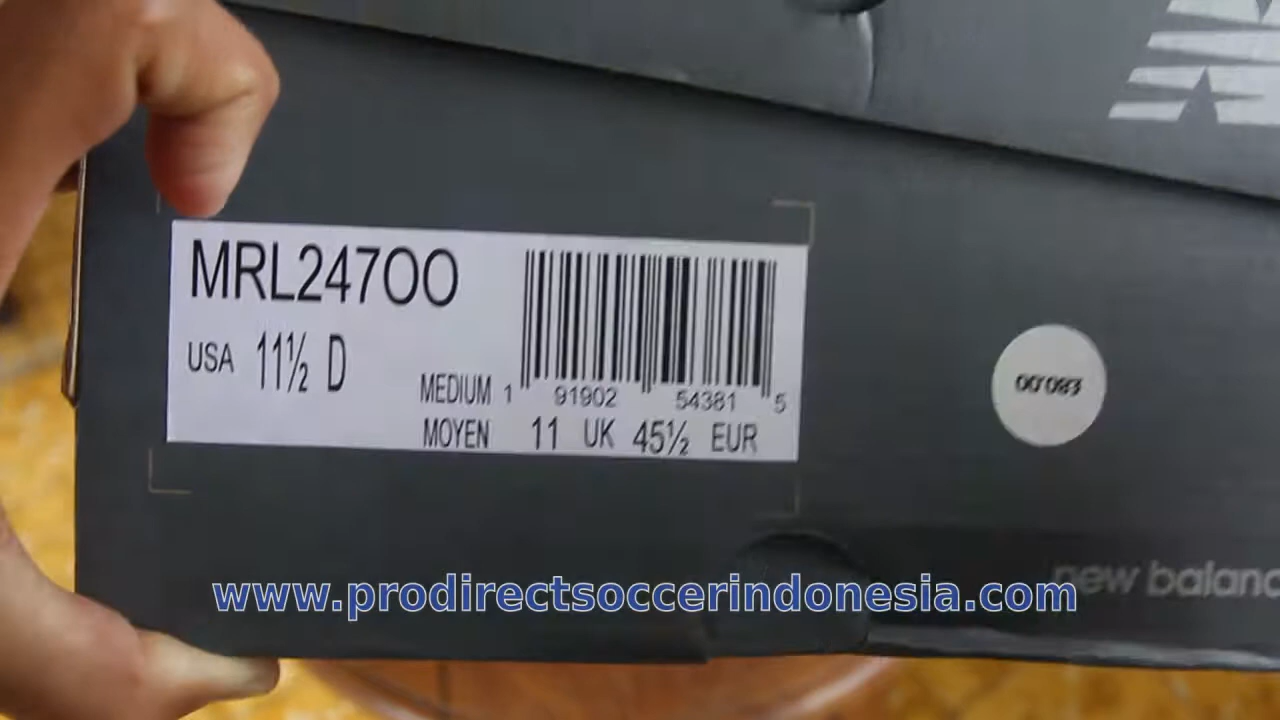 MRL247OO
USA 11½ D
MEDIUM 1 91902 54381 5
MOYEN 11 UK 45½ EUR
new balanc
www.prodirectsoccerindonesia.com